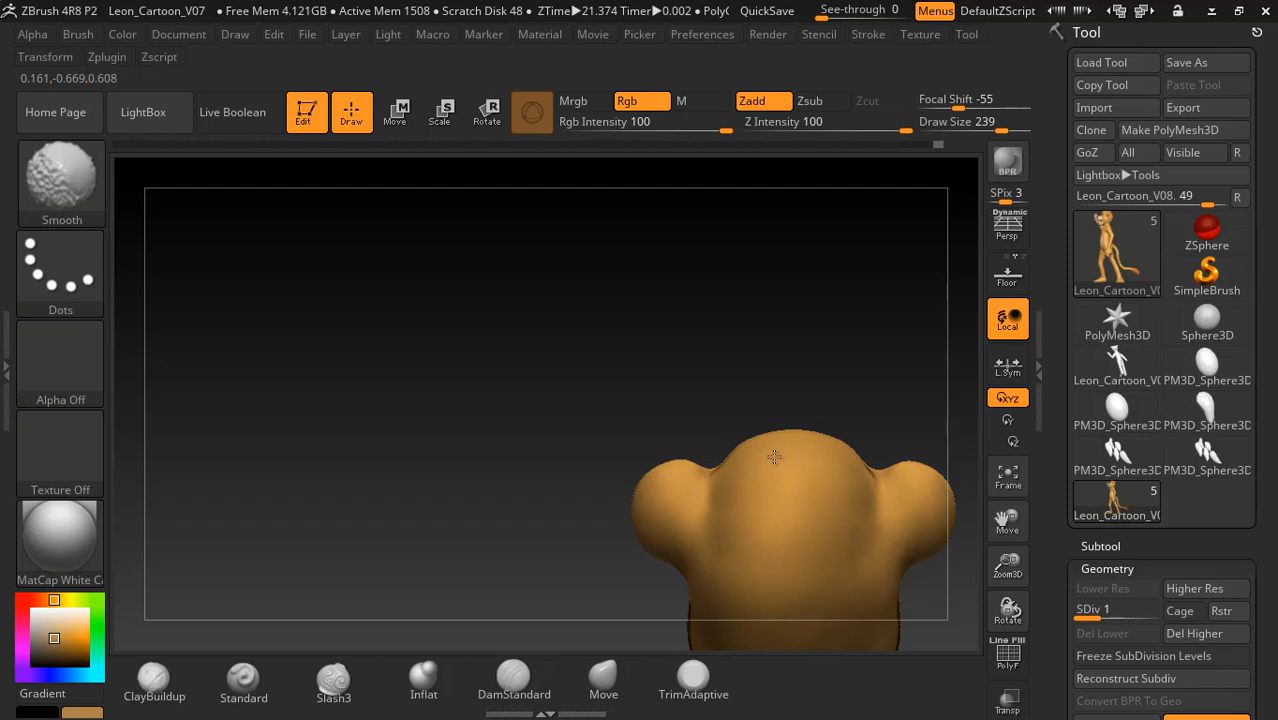 ZBrush 4R8 P2 Leon_Cartoon_V07 • Free Mem 4.121GB • Active Mem 1508 • Scratch Disk 48 • ZTime▶21.374 Timer▶0.002 • Poly QuickSave See-through 0 Menus DefaultZScript
Alpha Brush Color Document Draw Edit File Layer Light Macro Marker Material Movie Picker Preferences Render Stencil Stroke Texture Tool
Transform Zplugin Zscript
0.161,-0.669,0.608
Home Page LightBox Live Boolean Edit Draw Move Scale Rotate
Mrgb Rgb M Zadd Zsub Zcut Focal Shift -55
Rgb Intensity 100 Z Intensity 100 Draw Size 239
Smooth
Dots
Alpha Off
Texture Off
MatCap White Ca
Gradient
ClayBuildup Standard Slash3 Inflat DamStandard Move TrimAdaptive
BPR
SPix 3
Dynamic
Persp
Floor
Local
L.Sym
XYZ
Frame
Move
Zoom3D
Rotate
Line Fill
PolyF
Transp
Tool
Load Tool Save As
Copy Tool Paste Tool
Import Export
Clone Make PolyMesh3D
GoZ All Visible R
Lightbox▶Tools
Leon_Cartoon_V08. 49 R
5
ZSphere
Leon_Cartoon_V0 SimpleBrush
PolyMesh3D Sphere3D
Leon_Cartoon_V0 PM3D_Sphere3D
PM3D_Sphere3D PM3D_Sphere3D
PM3D_Sphere3D PM3D_Sphere3D
5
Leon_Cartoon_V0
Subtool
Geometry
Lower Res Higher Res
SDiv 1 Cage Rstr
Del Lower Del Higher
Freeze SubDivision Levels
Reconstruct Subdiv
Convert BPR To Geo